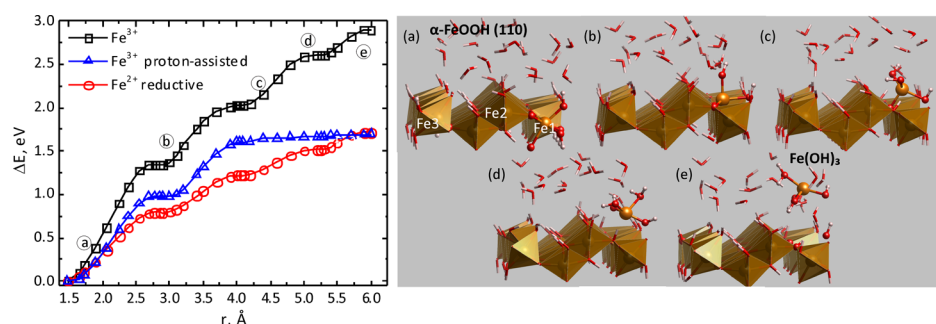 ΔE, eV
3.0
2.5
2.0
1.5
1.0
0.5
0.0
Fe³⁺
Fe³⁺ proton-assisted
Fe²⁺ reductive
a
b
c
d
e
1.5 2.0 2.5 3.0 3.5 4.0 4.5 5.0 5.5 6.0
r, Å
(a) α-FeOOH (110)
Fe3 Fe2 Fe1
(b)
(c)
(d)
(e) Fe(OH)₃